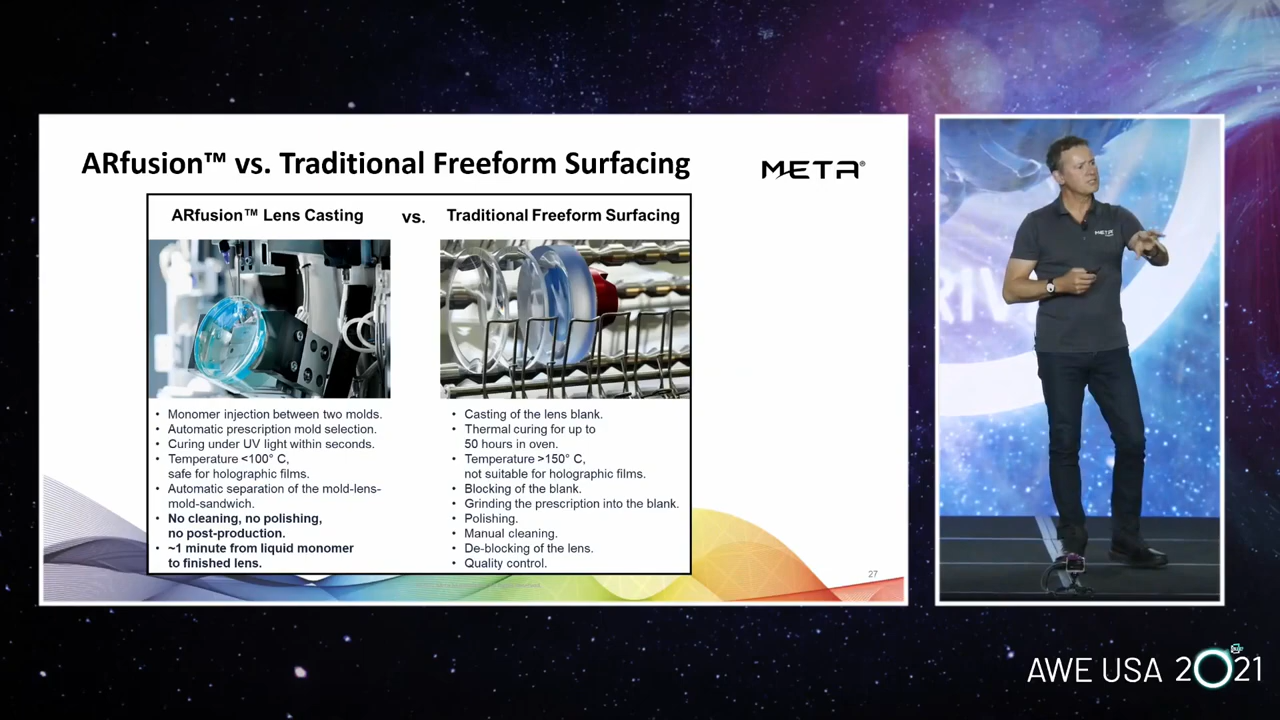 ARfusion™ vs. Traditional Freeform Surfacing
META®
ARfusion™ Lens Casting vs. Traditional Freeform Surfacing
• Monomer injection between two molds.
• Automatic prescription mold selection.
• Curing under UV light within seconds.
• Temperature <100° C,
safe for holographic films.
• Automatic separation of the mold-lens-
mold-sandwich.
• No cleaning, no polishing,
no post-production.
• ~1 minute from liquid monomer
to finished lens.
• Casting of the lens blank.
• Thermal curing for up to
50 hours in oven.
• Temperature >150° C,
not suitable for holographic films.
• Blocking of the blank.
• Grinding the prescription into the blank.
• Polishing.
• Manual cleaning.
• De-blocking of the lens.
• Quality control.
27
META
RIV
AWE USA 2021